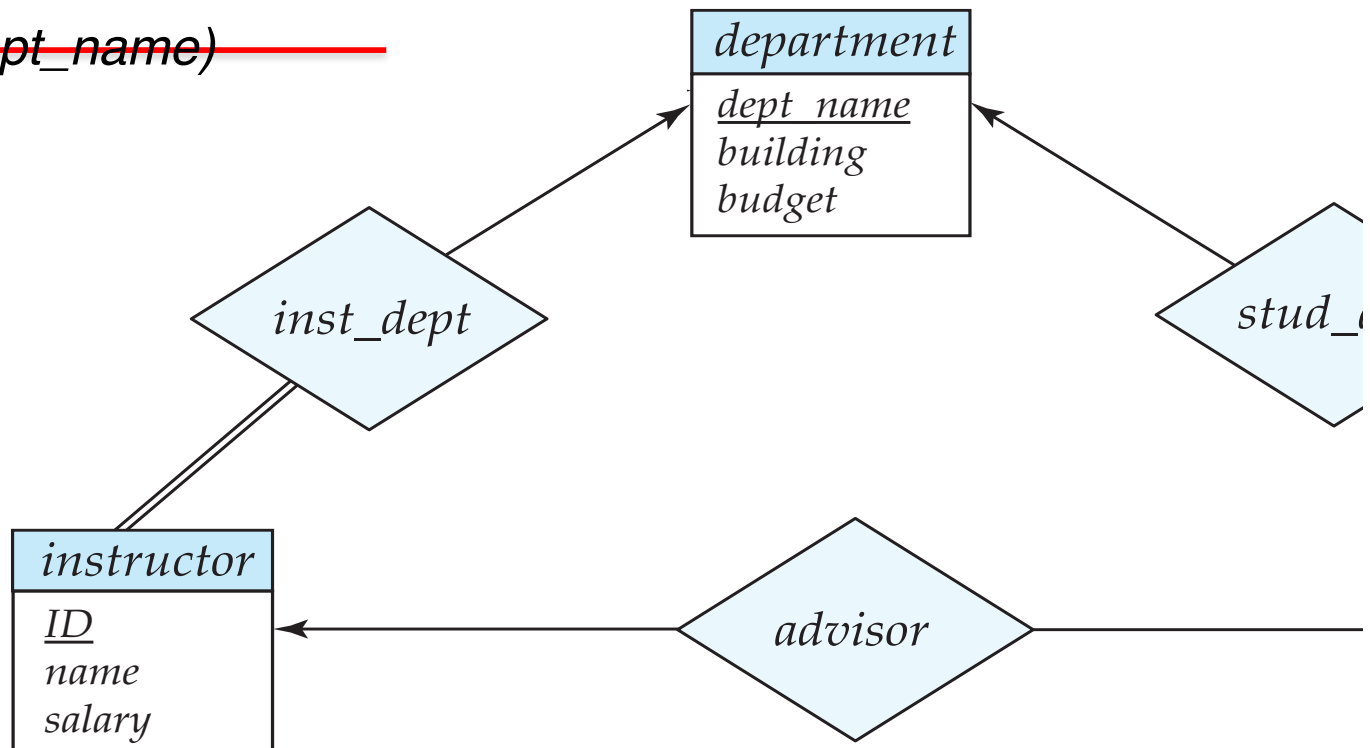 pt_name)
department
dept_name
building
budget
inst_dept
stud_
instructor
ID
name
salary
advisor